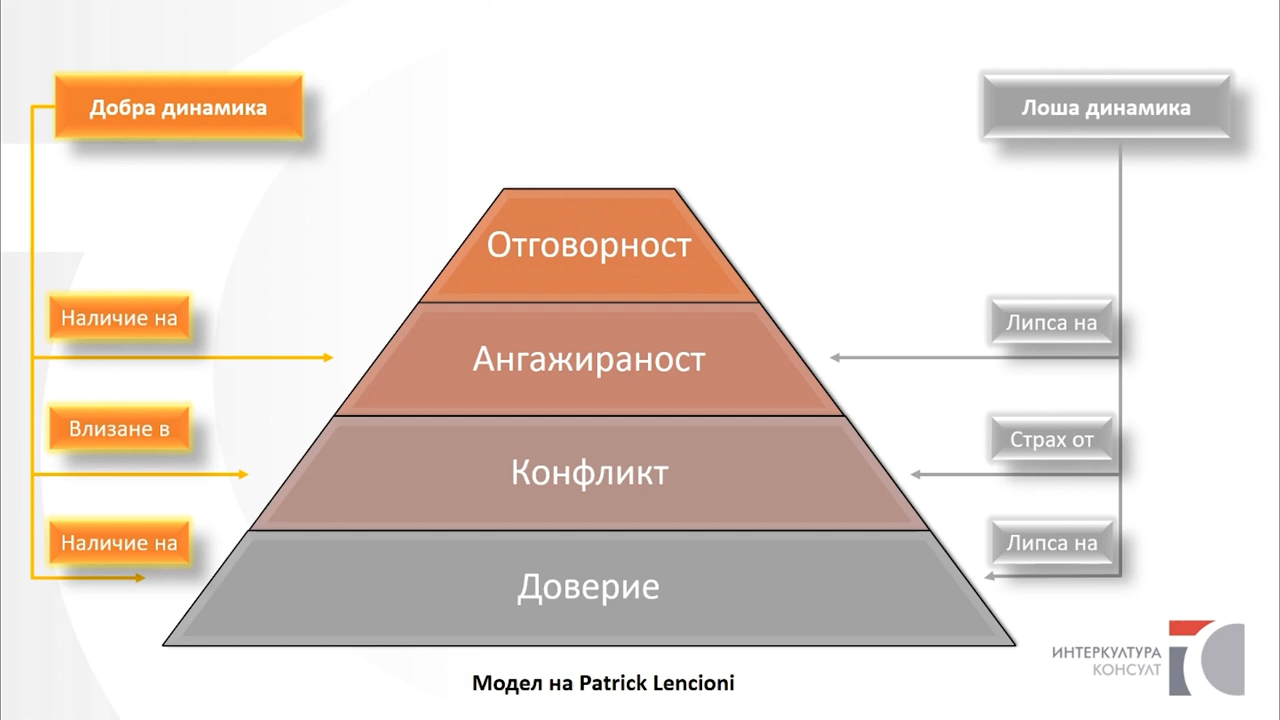 Добра динамика
Лоша динамика
Отговорност
Наличие на
Ангажираност
Липса на
Влизане в
Конфликт
Страх от
Наличие на
Доверие
Липса на
Модел на Patrick Lencioni
ИНТЕРКУЛТУРА
КОНСУЛТ